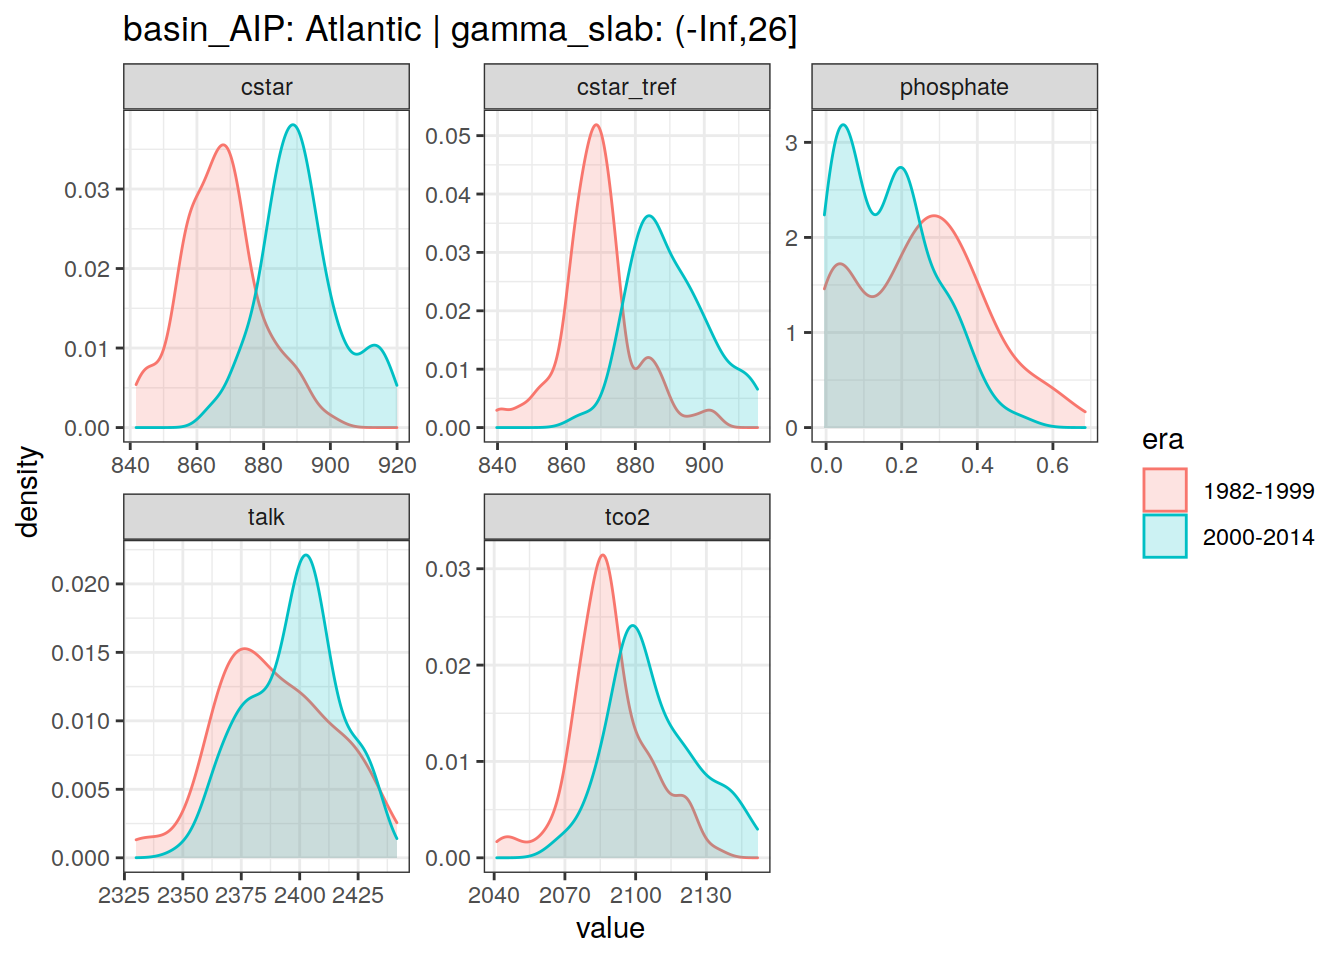 basin_AIP: Atlantic | gamma_slab: (-Inf,26]
cstar
cstar_tref
phosphate
0.03
0.02
0.01
0.00
840 860 880 900 920
0.05
0.04
0.03
0.02
0.01
0.00
840 860 880 900
3
2
1
0
0.0 0.2 0.4 0.6
density
talk
tco2
0.020
0.015
0.010
0.005
0.000
2325 2350 2375 2400 2425
0.03
0.02
0.01
0.00
2040 2070 2100 2130
value
era
1982-1999
2000-2014